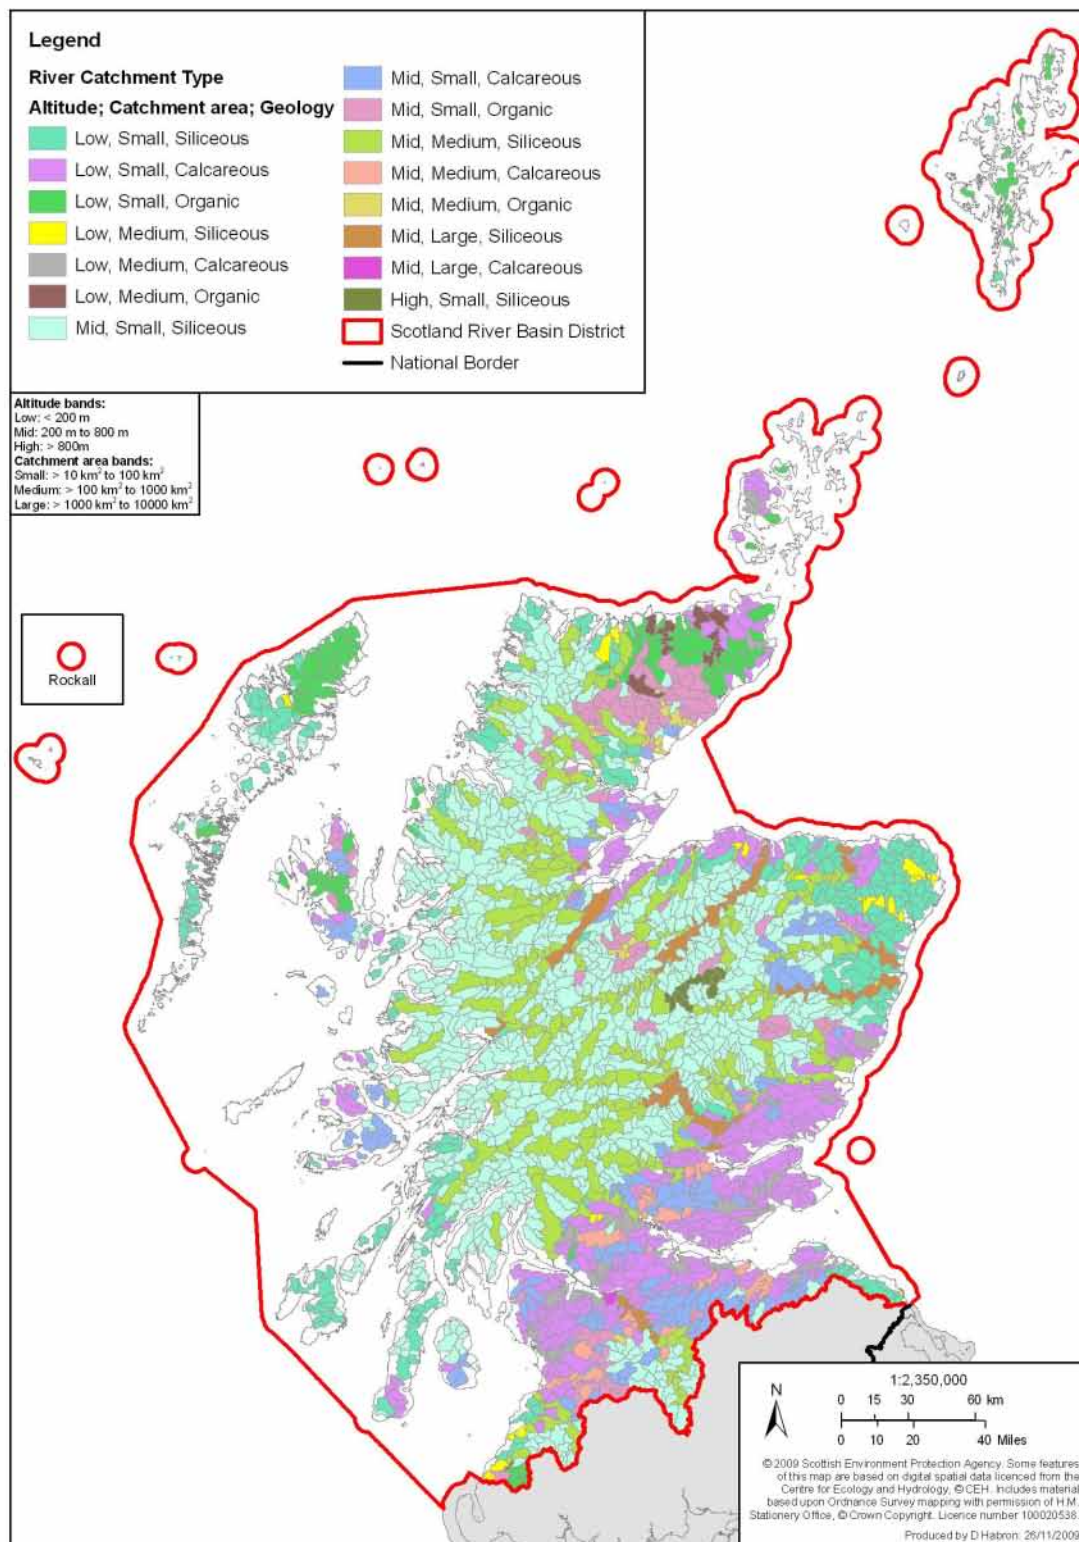 Legend
River Catchment Type
Altitude; Catchment area; Geology
Low, Small, Siliceous
Low, Small, Calcareous
Low, Small, Organic
Low, Medium, Siliceous
Low, Medium, Calcareous
Low, Medium, Organic
Mid, Small, Siliceous
Mid, Small, Calcareous
Mid, Small, Organic
Mid, Medium, Siliceous
Mid, Medium, Calcareous
Mid, Medium, Organic
Mid, Large, Siliceous
Mid, Large, Calcareous
High, Small, Siliceous
Scotland River Basin District
National Border
Altitude bands:
Low: < 200 m
Mid: 200 m to 800 m
High: > 800m
Catchment area bands:
Small: > 10 km² to 100 km²
Medium: > 100 km² to 1000 km²
Large: > 1000 km² to 10000 km²
Rockall
1:2,350,000
N
0 15 30 60 km
0 10 20 40 Miles
© 2009 Scottish Environment Protection Agency. Some features
of this map are based on digital spatial data licenced from the
Centre for Ecology and Hydrology, © CEH. Includes material
based upon Ordnance Survey mapping with permission of H.M.
Stationery Office, © Crown Copyright. Licence number 100020538.
Produced by D Habron: 26/11/2009